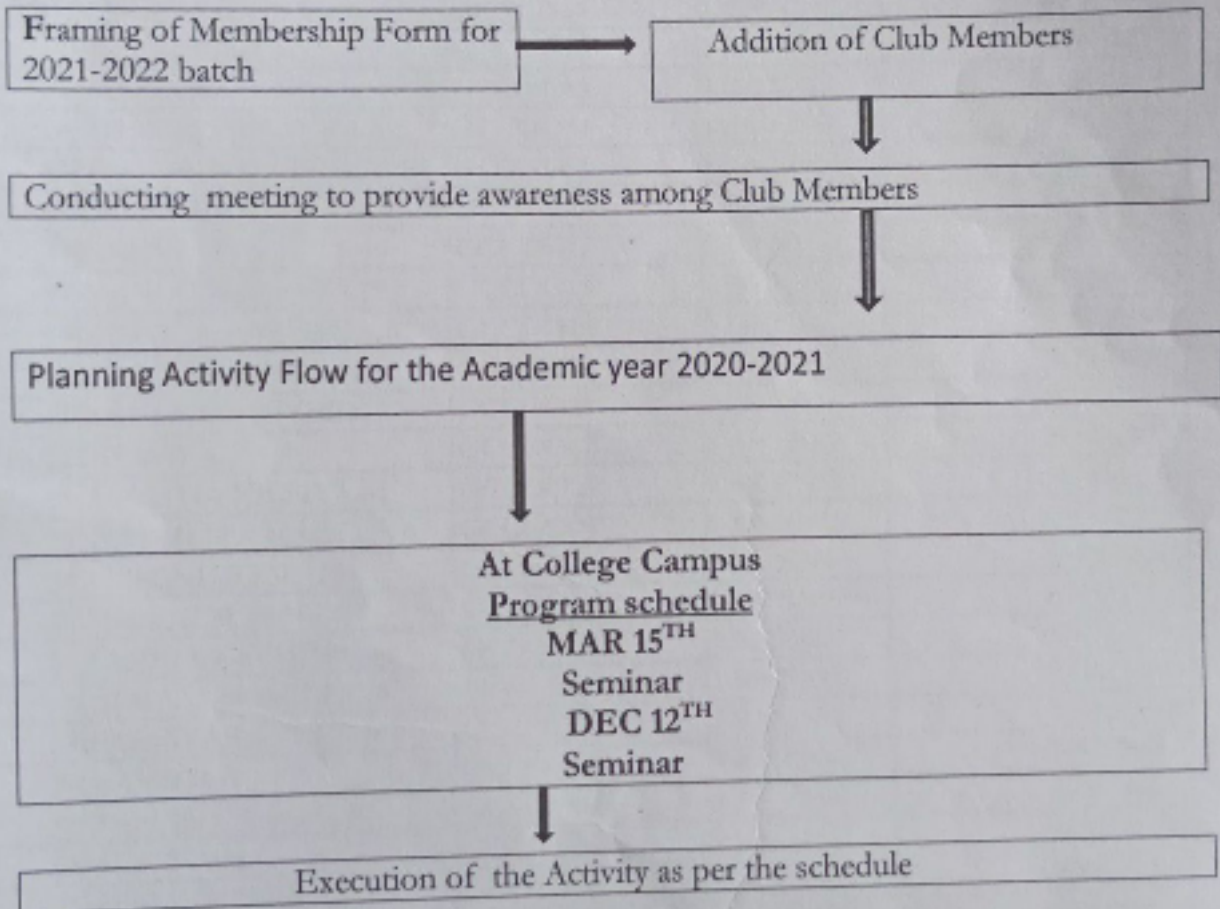 Framing of Membership Form for
2021-2022 batch
Addition of Club Members
Conducting meeting to provide awareness among Club Members
Planning Activity Flow for the Academic year 2020-2021
At College Campus
Program schedule
MAR 15TH
Seminar
DEC 12TH
Seminar
Execution of the Activity as per the schedule